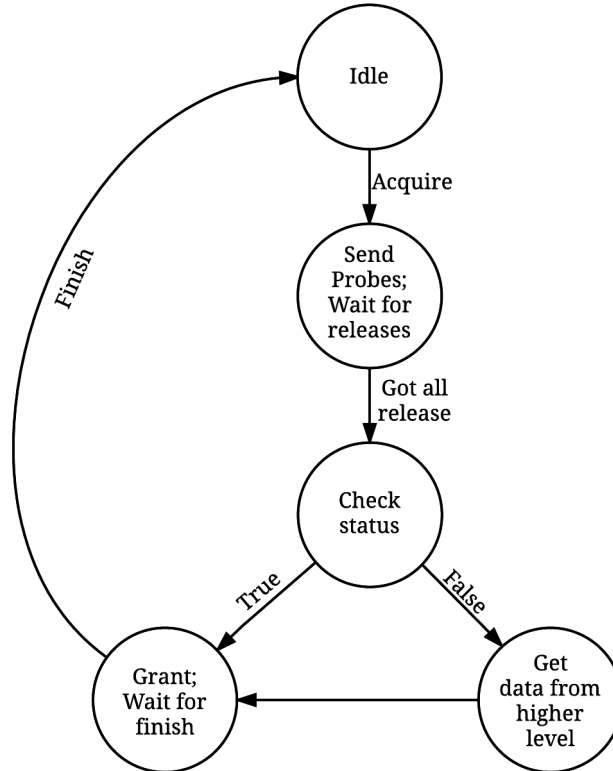 Idle
Acquire
Send
Probes;
Wait for
releases
Got all
release
Check
status
True
False
Finish
Grant;
Wait for
finish
Get
data from
higher
level